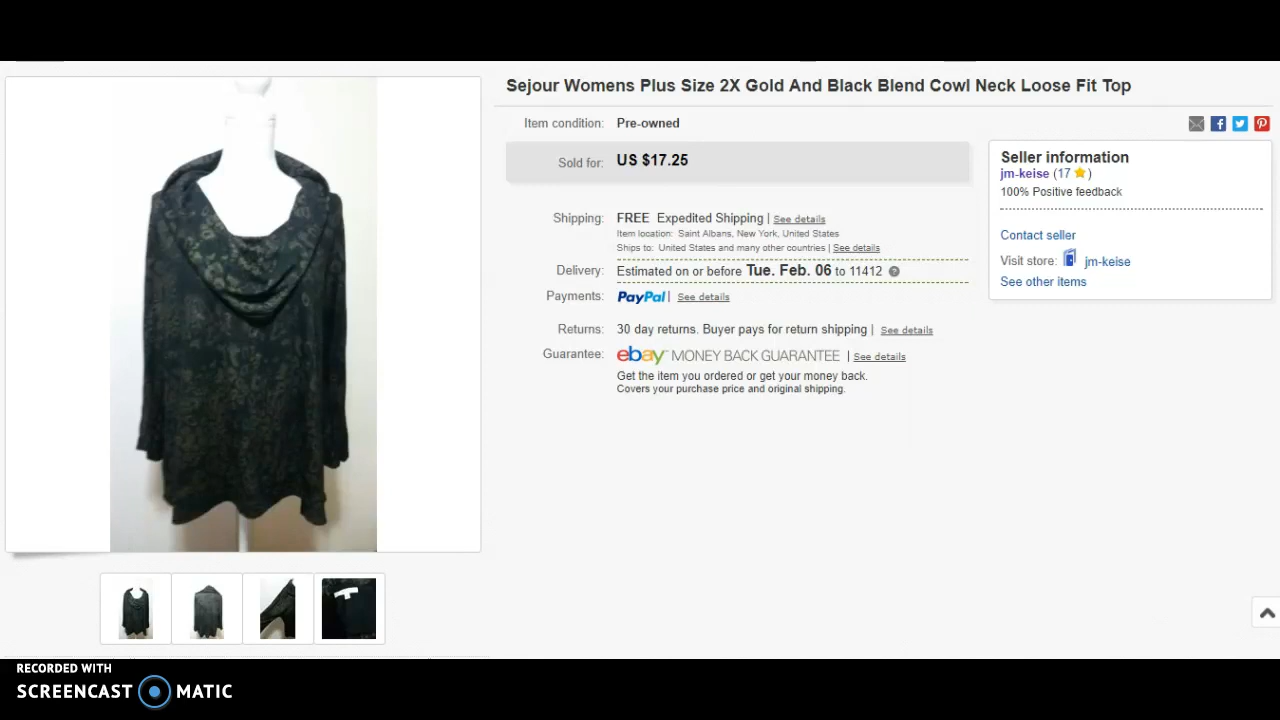 Sejour Womens Plus Size 2X Gold And Black Blend Cowl Neck Loose Fit Top
Item condition: Pre-owned
Sold for: US $17.25
Shipping: FREE Expedited Shipping | See details
Item location: Saint Albans, New York, United States
Ships to: United States and many other countries | See details
Delivery: Estimated on or before Tue. Feb. 06 to 11412 ?
Payments: PayPal | See details
Returns: 30 day returns. Buyer pays for return shipping | See details
Guarantee: ebay MONEY BACK GUARANTEE | See details
Get the item you ordered or get your money back.
Covers your purchase price and original shipping.
Seller information
jm-keise (17 )
100% Positive feedback
Contact seller
Visit store: jm-keise
See other items
RECORDED WITH
SCREENCAST MATIC